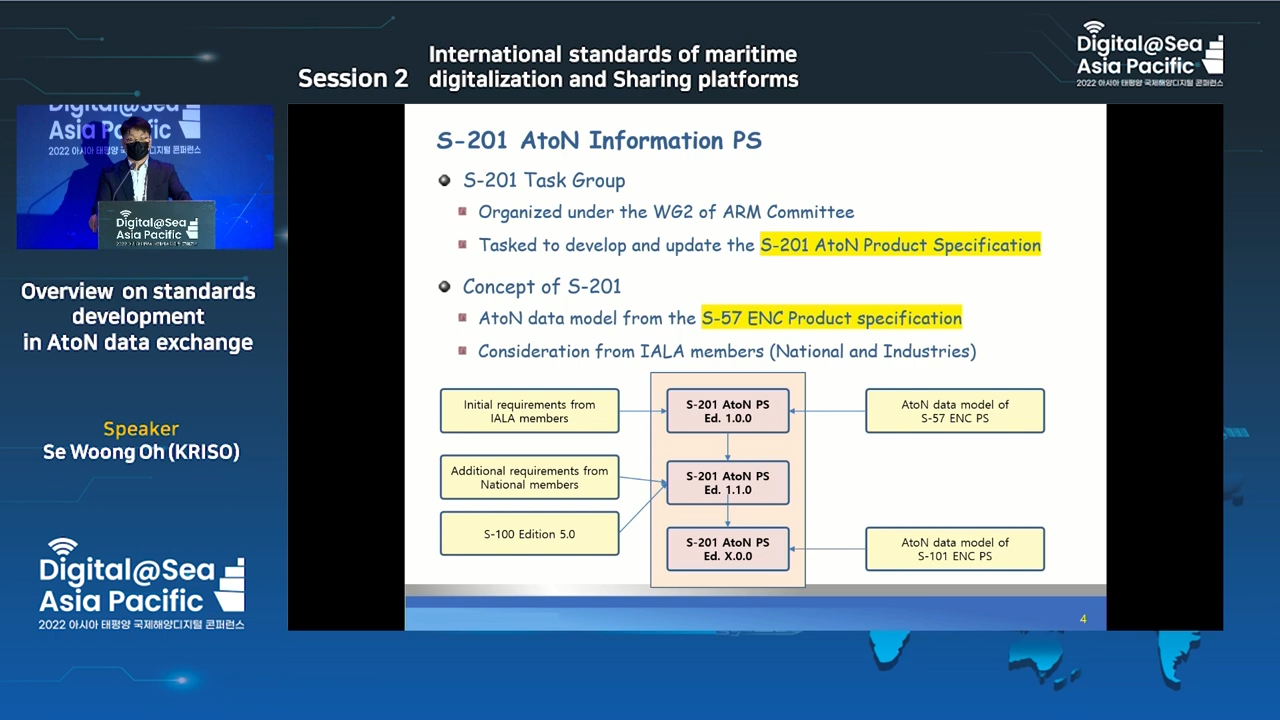 Session 2
International standards of maritime
digitalization and Sharing platforms
Digital@Sea
Asia Pacific
2022 아시아 태평양 국제해양디지털 콘퍼런스
Digital@Sea
Asia Pacific
2022 아시아 태평양 국
털 콘퍼런스
Digital@Sea
Asia Pacific
Overview on standards
development
in AtoN data exchange
Speaker
Se Woong Oh (KRISO)
Digital@Sea
Asia Pacific
2022 아시아 태평양 국제해양디지털 콘퍼런스
S-201 AtoN Information PS
S-201 Task Group
Organized under the WG2 of ARM Committee
Tasked to develop and update the S-201 AtoN Product Specification
Concept of S-201
AtoN data model from the S-57 ENC Product specification
Consideration from IALA members (National and Industries)
Initial requirements from
IALA members
S-201 AtoN PS
Ed. 1.0.0
AtoN data model of
S-57 ENC PS
Additional requirements from
National members
S-201 AtoN PS
Ed. 1.1.0
S-100 Edition 5.0
S-201 AtoN PS
Ed. X.0.0
AtoN data model of
S-101 ENC PS
4